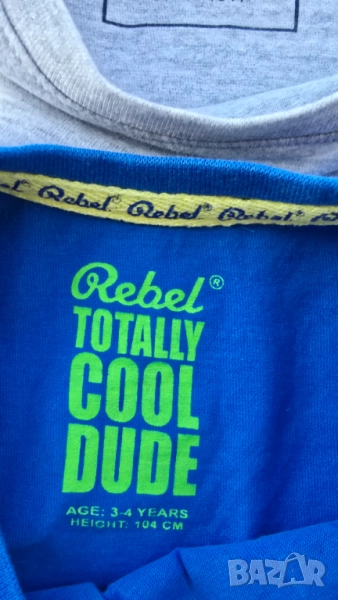 Rebel® Rebel® Rebel®
Rebel®
TOTALLY
COOL
DUDE
AGE: 3-4 YEARS
HEIGHT: 104 CM
BAZAR